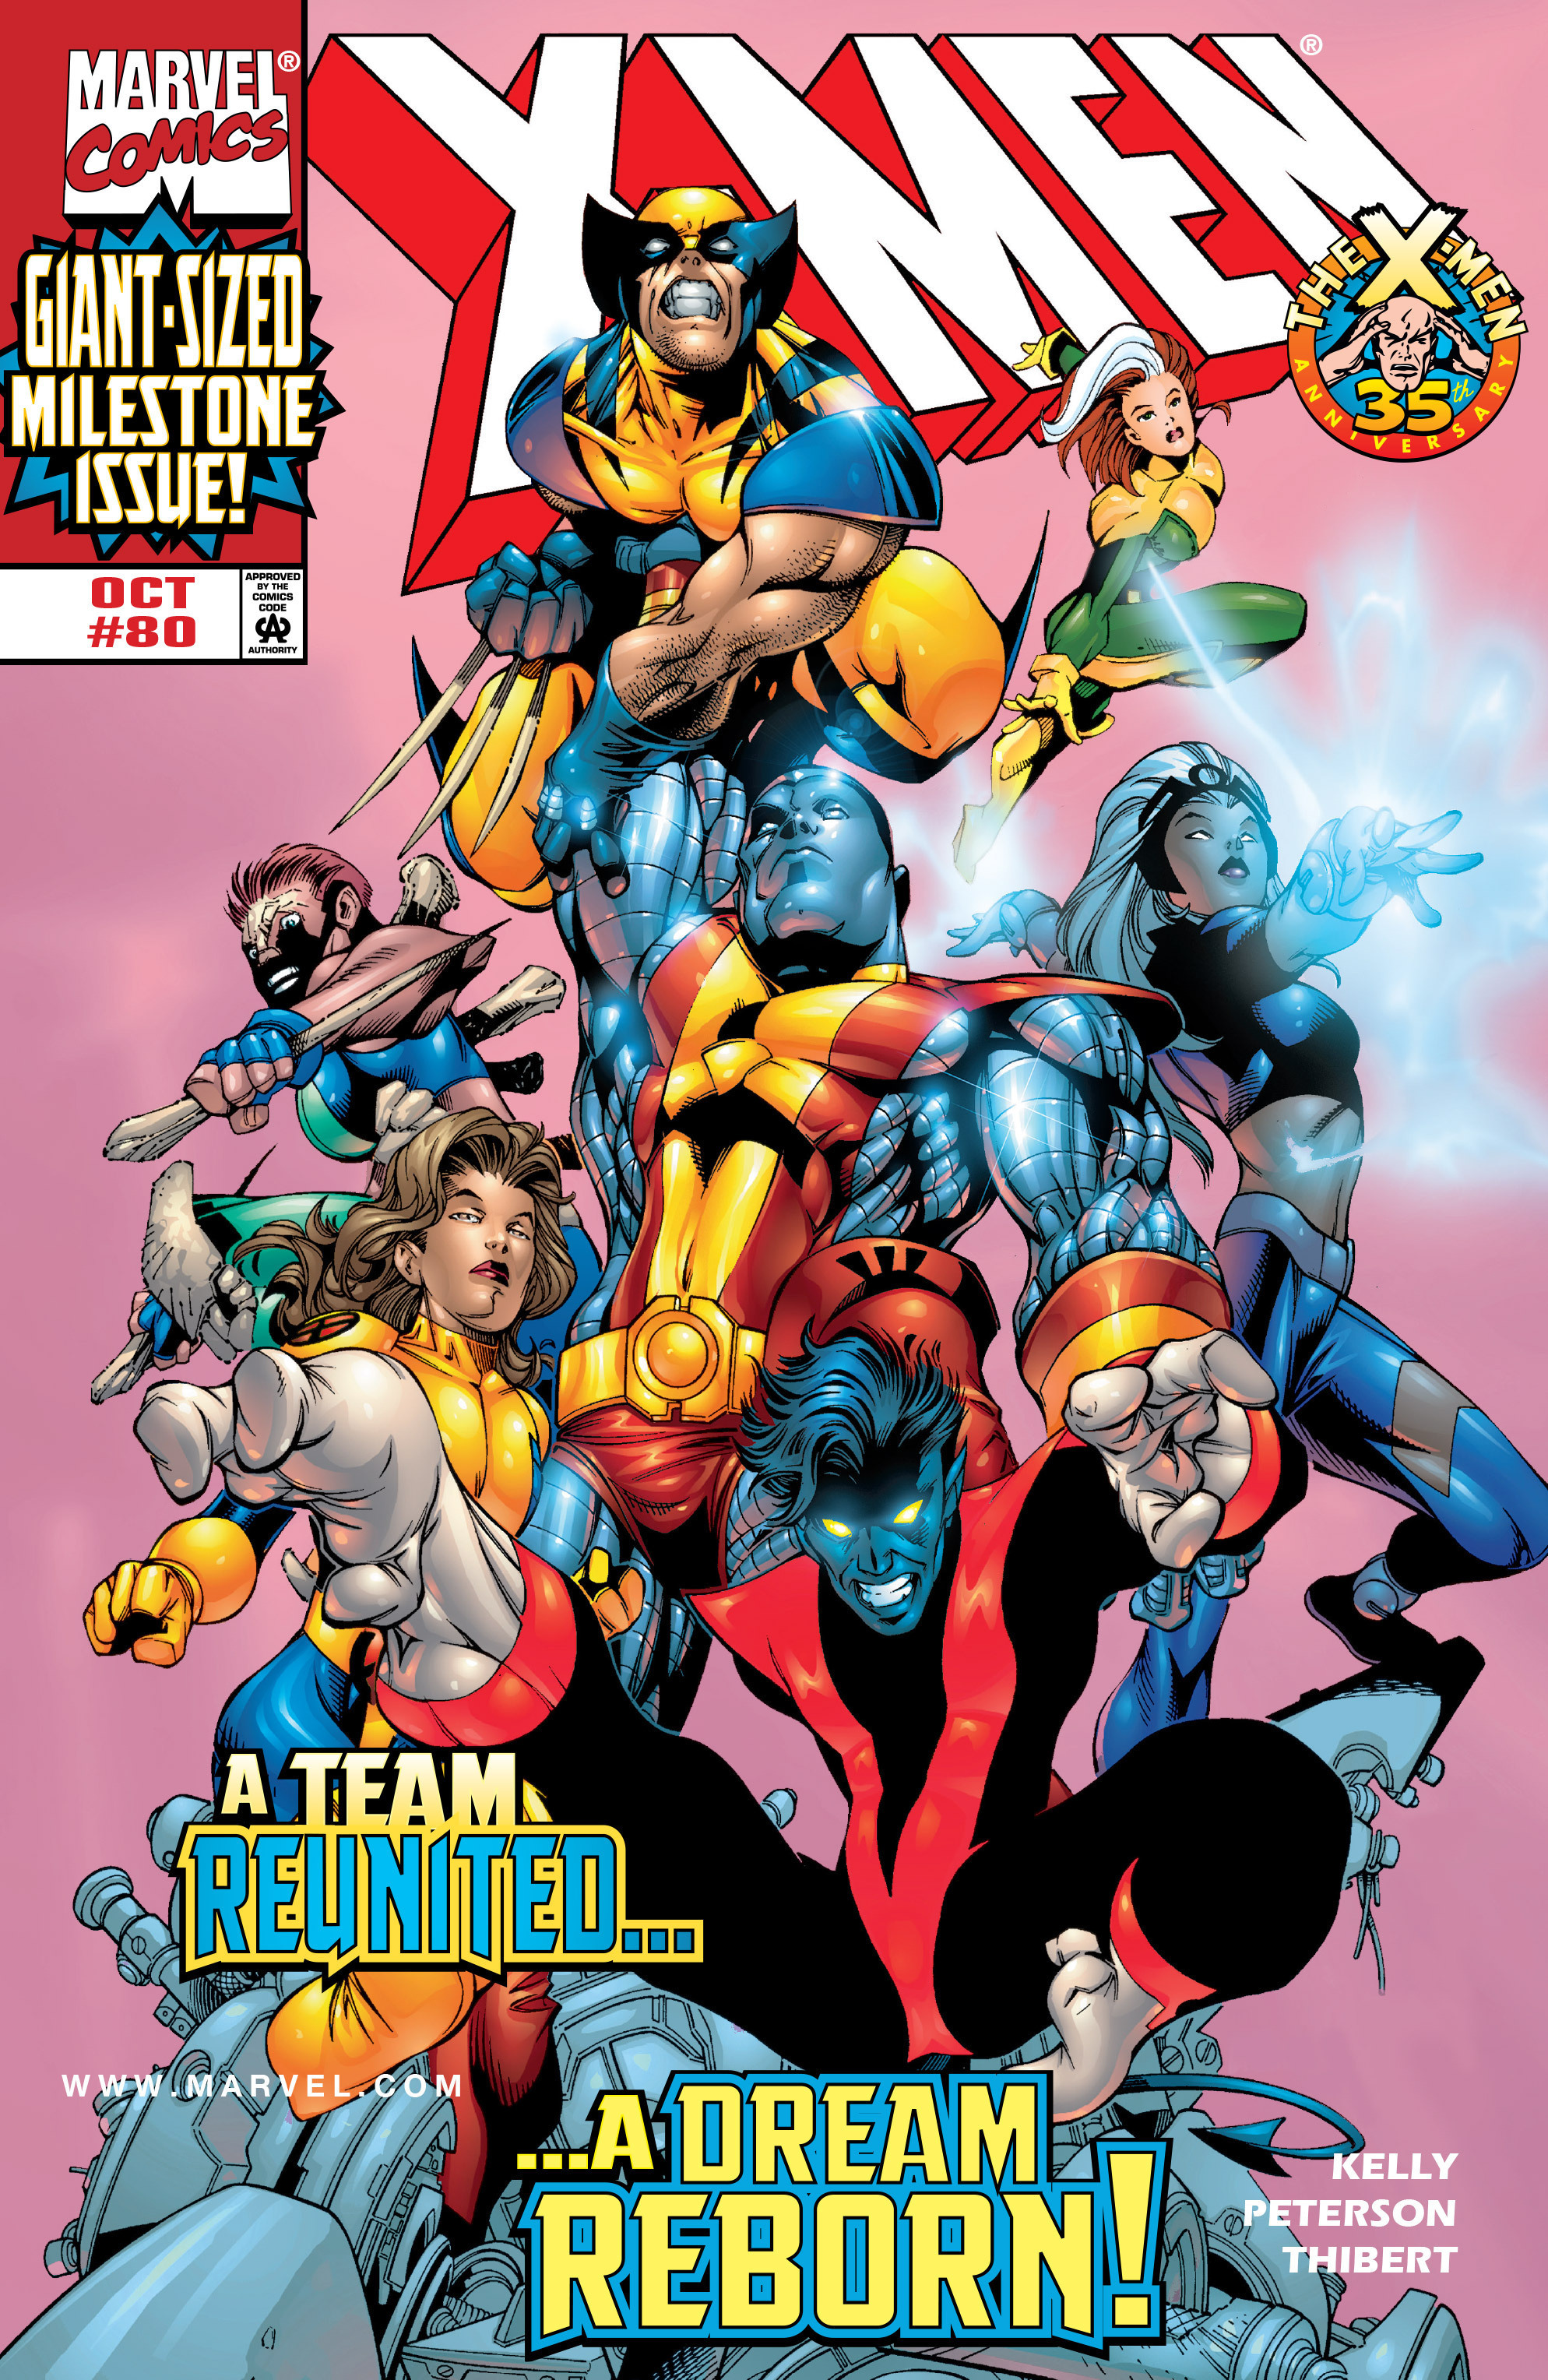 MARVEL®
COMICS
GIANT-SIZED
MILESTONE
ISSUE!
OCT
#80
APPROVED
BY THE
COMICS
CODE
CA
AUTHORITY
X-MEN®
THE X-MEN
35th
ANNIVERSARY
A TEAM
REUNITED...
WWW.MARVEL.COM
...A DREAM
REBORN!
KELLY
PETERSON
THIBERT